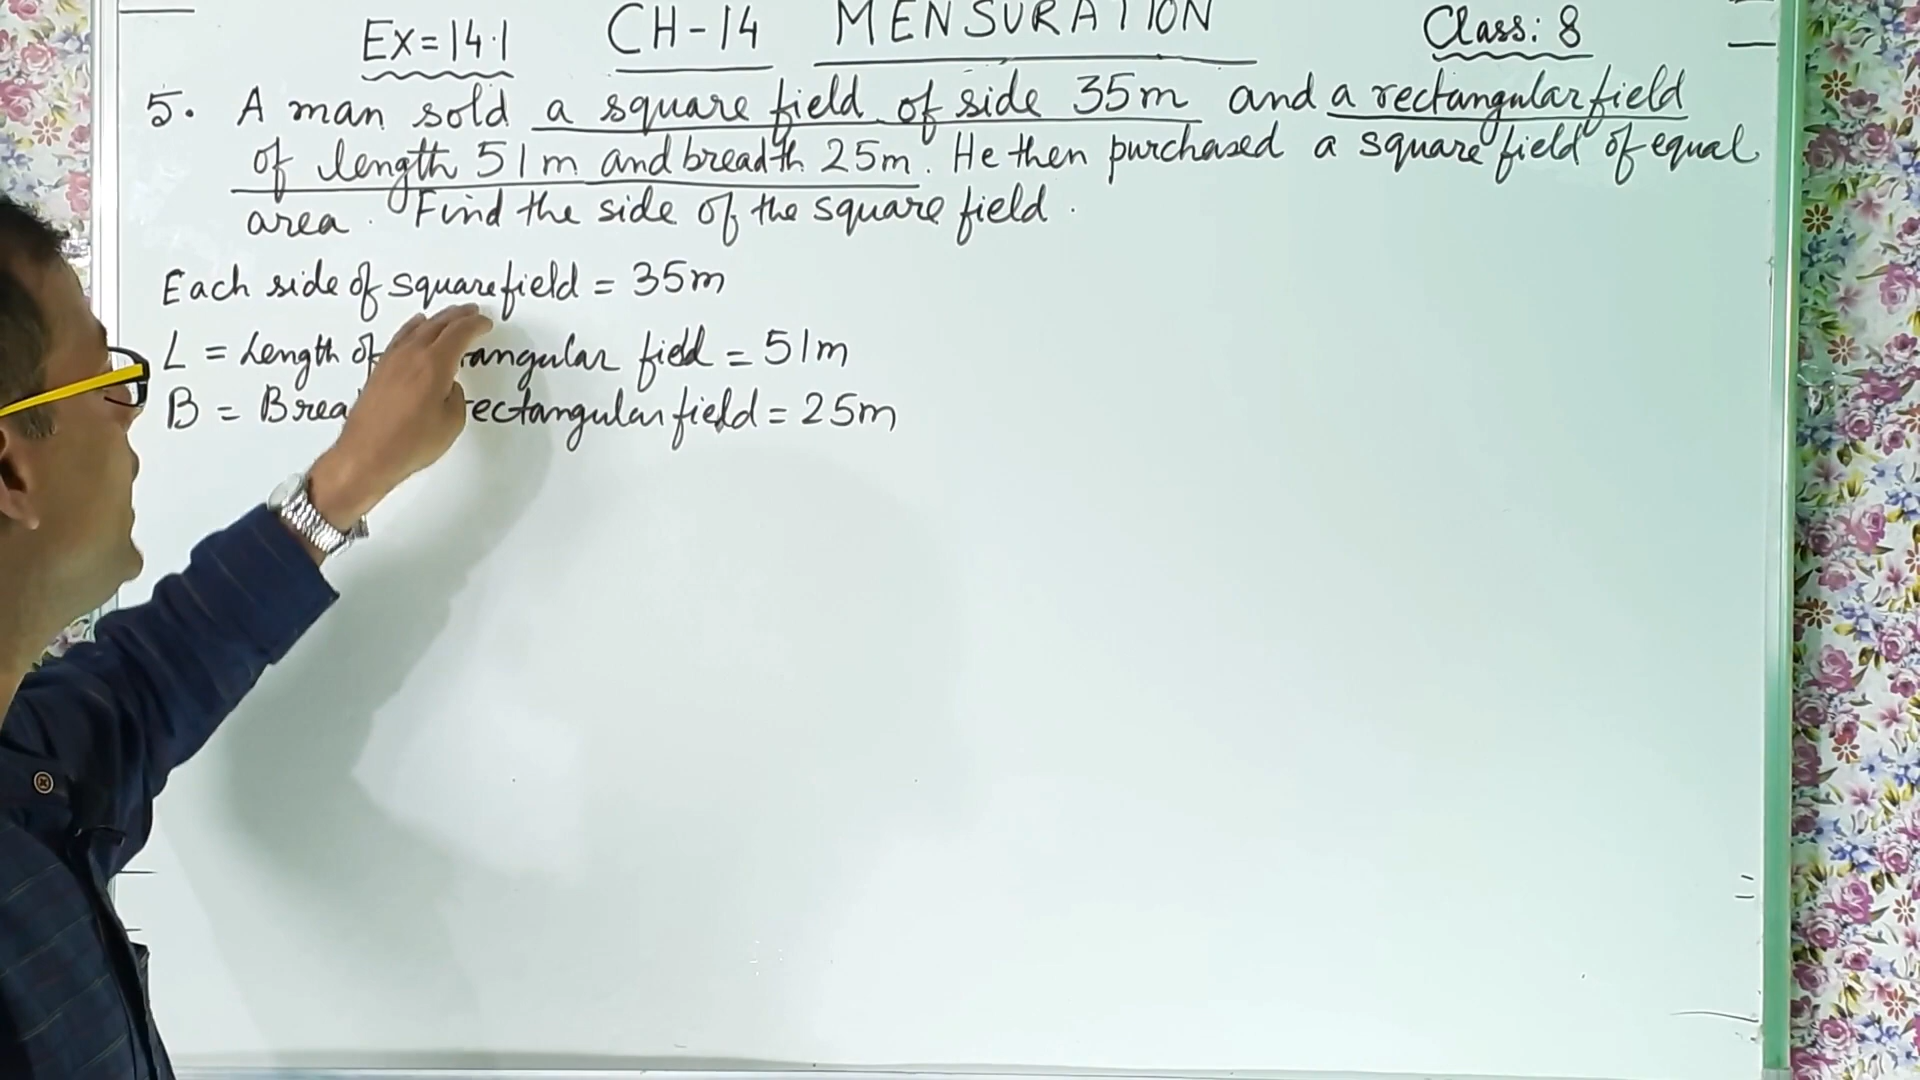 Ex=14.1 CH-14 MENSURATION Class: 8
5. A man sold a square field of side 35m and a rectangular field
of length 51m and breadth 25m. He then purchased a square field of equal
area. Find the side of the square field.
Each side of square field = 35m
L = Length of angular field = 51m
B = Brea rectangular field = 25m